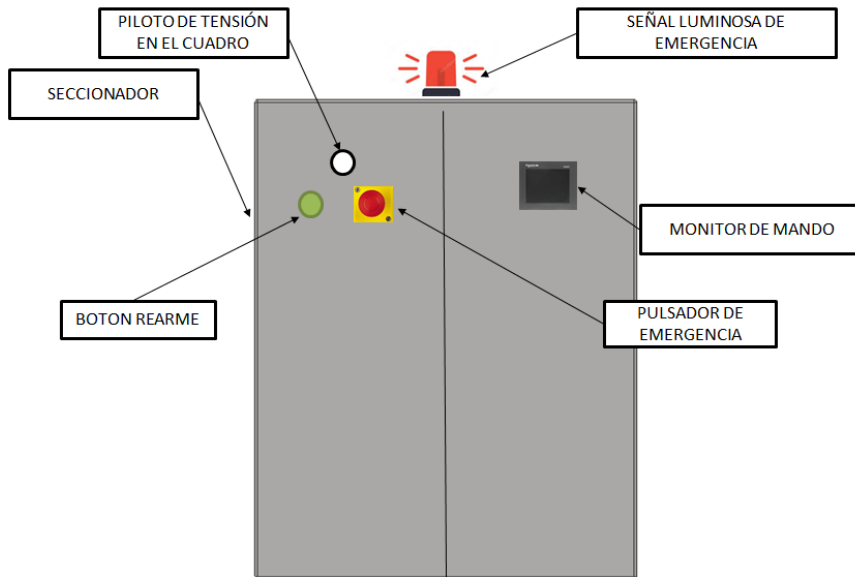 PILOTO DE TENSIÓN
EN EL CUADRO
SEÑAL LUMINOSA DE
EMERGENCIA
SECCIONADOR
MONITOR DE MANDO
BOTON REARME
PULSADOR DE
EMERGENCIA